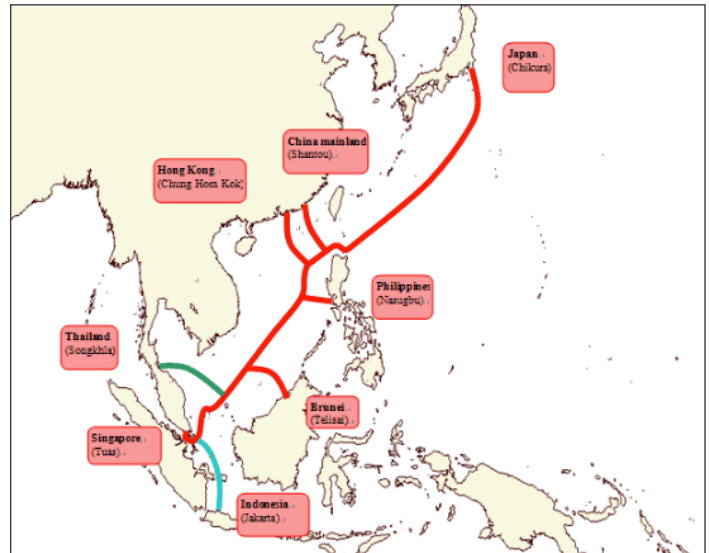 Japan
(Chikura)
China mainland
(Shantou)
Hong Kong
(Chung Hom Kok)
Philippines
(Nasugbu)
Thailand
(Songkhla)
Brunei
(Telisai)
Singapore
(Tuas)
Indonesia
(Jakarta)